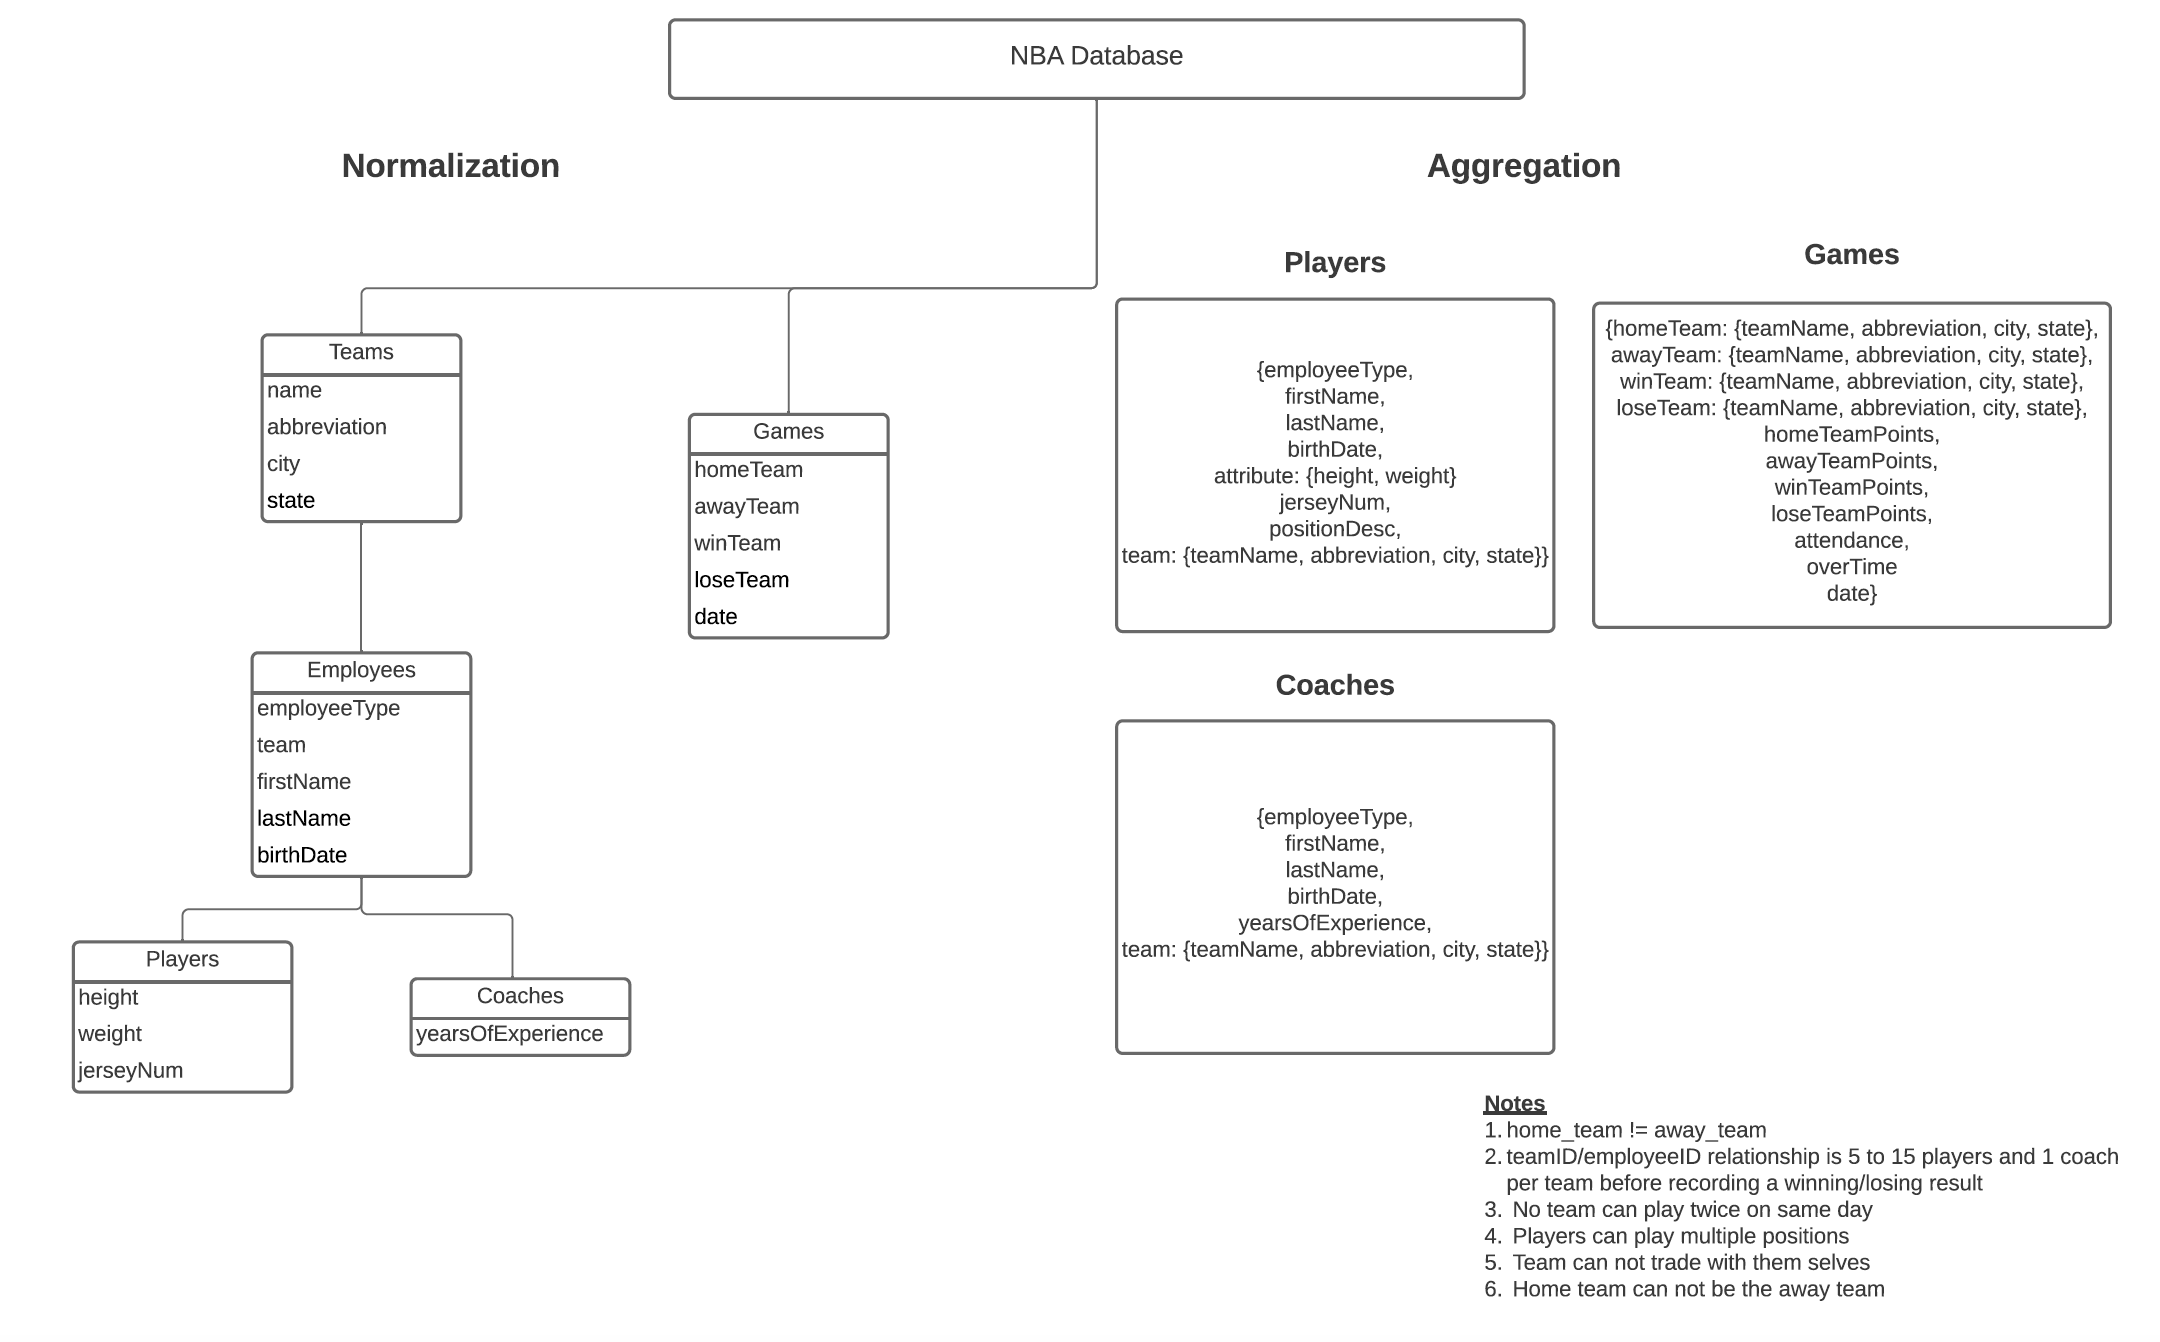 NBA Database
Normalization
Aggregation
Teams
name
abbreviation
city
state
Games
homeTeam
awayTeam
winTeam
loseTeam
date
Employees
employeeType
team
firstName
lastName
birthDate
Players
height
weight
jerseyNum
Coaches
yearsOfExperience
Players
{employeeType,
firstName,
lastName,
birthDate,
attribute: {height, weight}
jerseyNum,
positionDesc,
team: {teamName, abbreviation, city, state}}
Games
{homeTeam: {teamName, abbreviation, city, state},
awayTeam: {teamName, abbreviation, city, state},
winTeam: {teamName, abbreviation, city, state},
loseTeam: {teamName, abbreviation, city, state},
homeTeamPoints,
awayTeamPoints,
winTeamPoints,
loseTeamPoints,
attendance,
overTime
date}
Coaches
{employeeType,
firstName,
lastName,
birthDate,
yearsOfExperience,
team: {teamName, abbreviation, city, state}}
Notes
1. home_team != away_team
2. teamID/employeeID relationship is 5 to 15 players and 1 coach
per team before recording a winning/losing result
3. No team can play twice on same day
4. Players can play multiple positions
5. Team can not trade with them selves
6. Home team can not be the away team